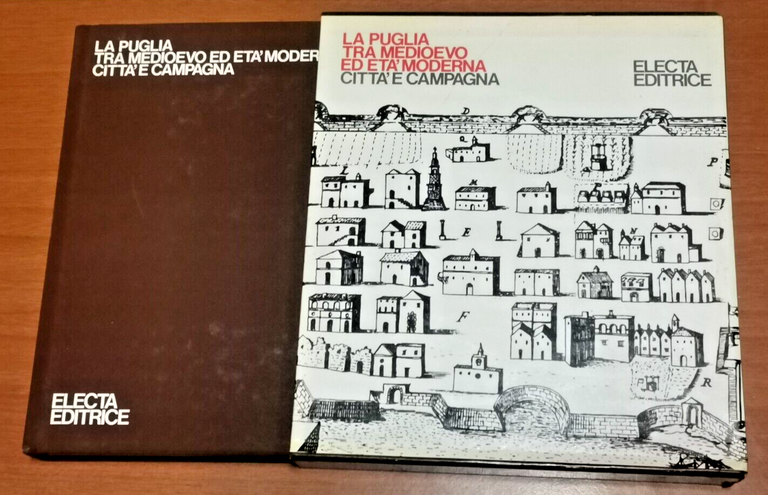 LA PUGLIA
TRA MEDIOEVO ED ETA' MODER
CITTA' E CAMPAGNA
ELECTA
EDITRICE
LA PUGLIA
TRA MEDIOEVO
ED ETA' MODERNA
CITTA' E CAMPAGNA
ELECTA
EDITRICE
D
Q
P
L
M
E
N
F
R